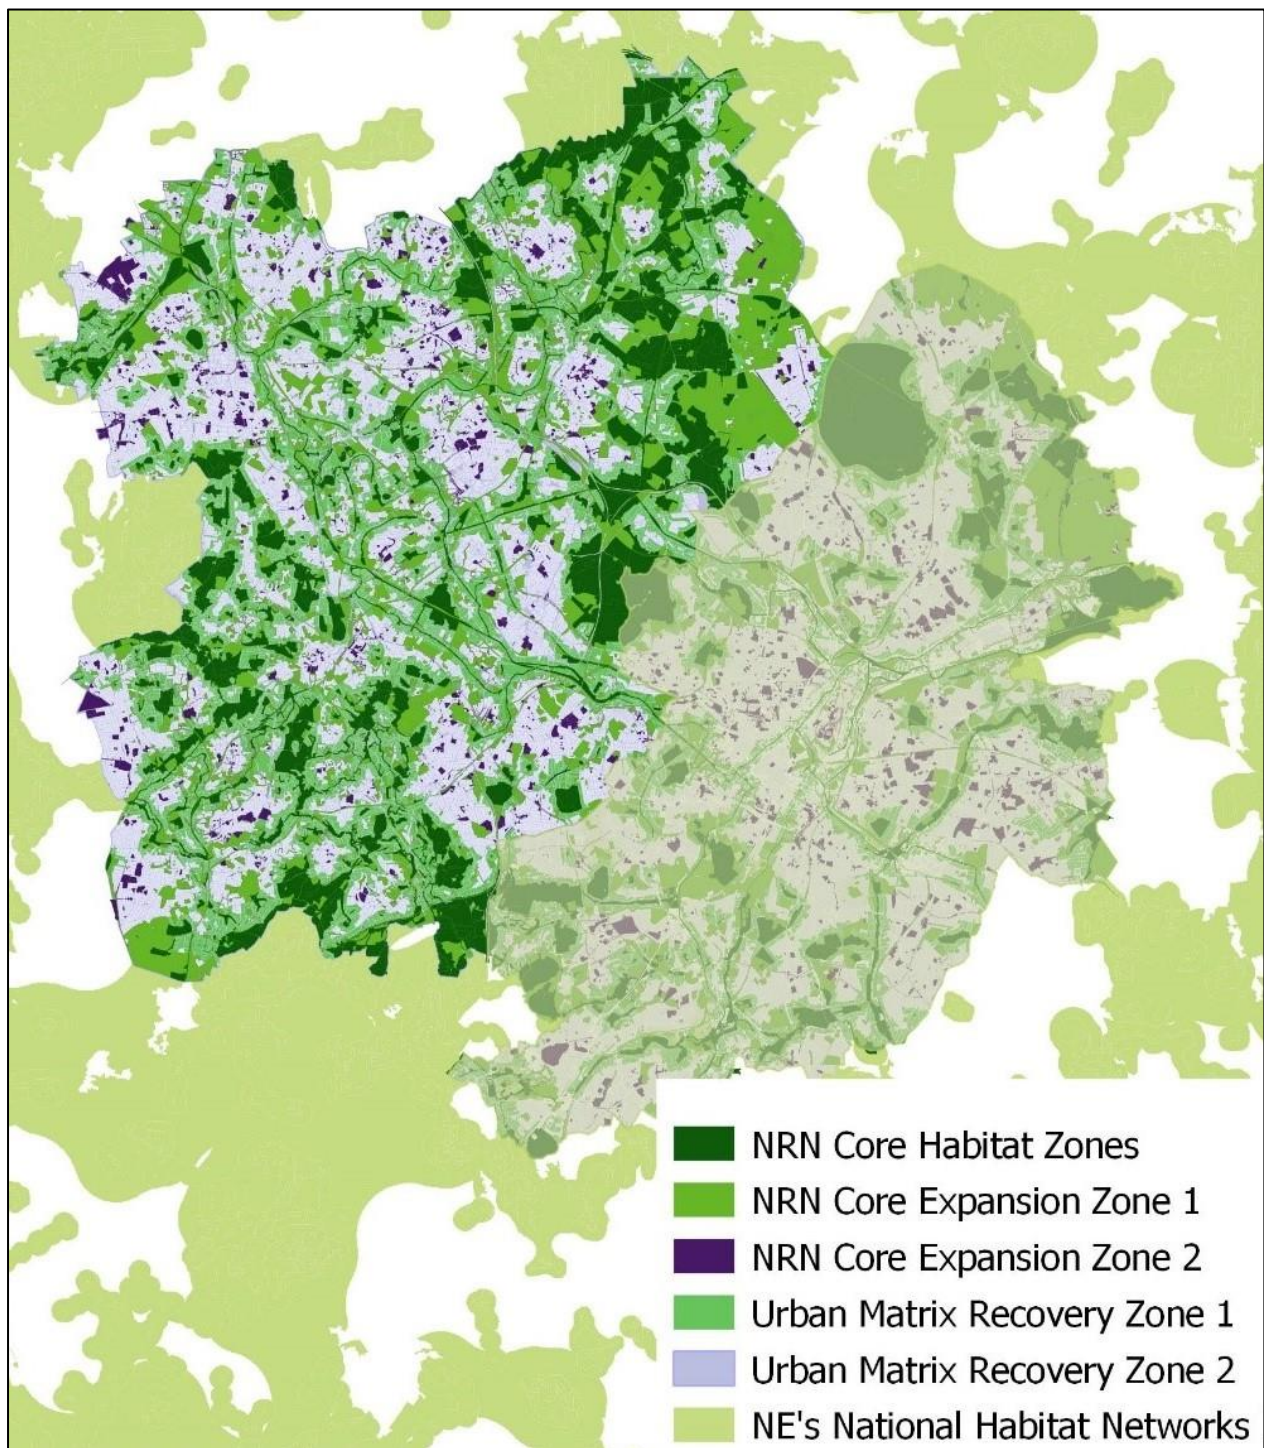 NRN Core Habitat Zones
NRN Core Expansion Zone 1
NRN Core Expansion Zone 2
Urban Matrix Recovery Zone 1
Urban Matrix Recovery Zone 2
NE's National Habitat Networks